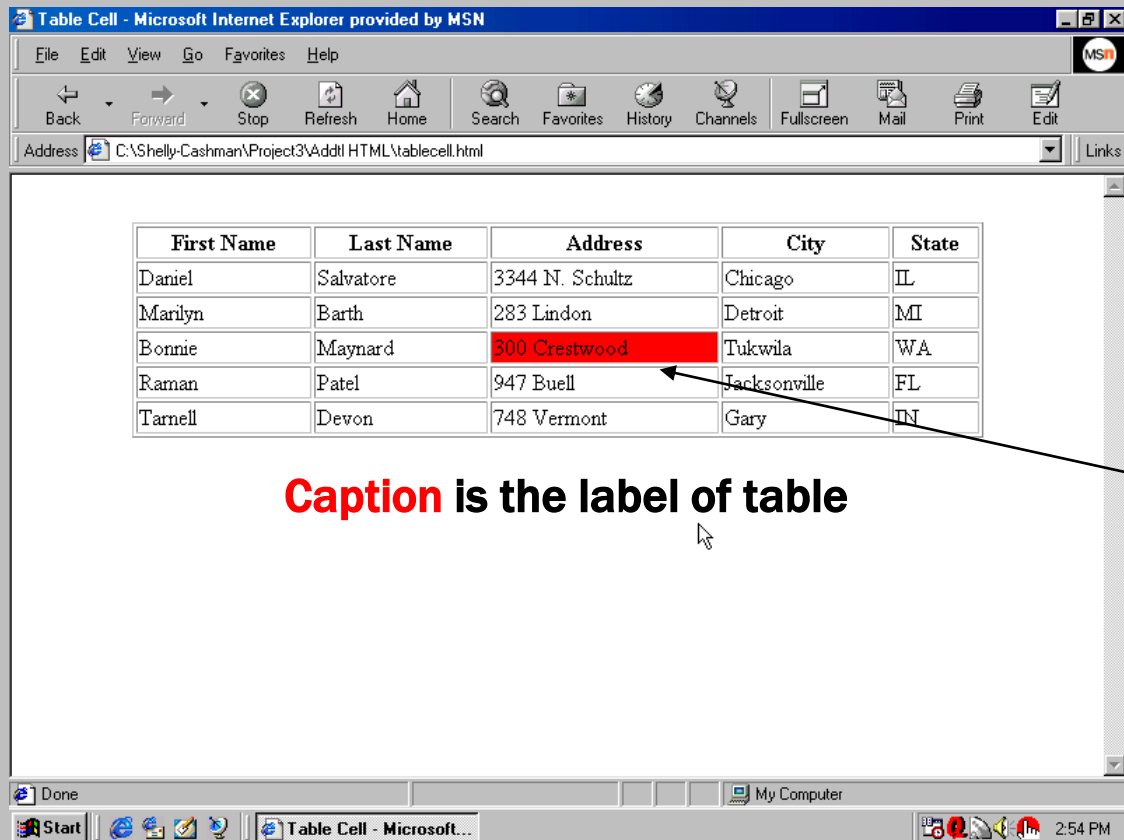 Table Cell - Microsoft Internet Explorer provided by MSN
File Edit View Go Favorites Help
msn
Back Forward Stop Refresh Home Search Favorites History Channels Fullscreen Mail Print Edit
Address C:\Shelly-Cashman\Project3\Addtl HTML\tablecell.html Links
First Name Last Name Address City State
Daniel Salvatore 3344 N. Schultz Chicago IL
Marilyn Barth 283 Lindon Detroit MI
Bonnie Maynard 300 Crestwood Tukwila WA
Raman Patel 947 Buell Jacksonville FL
Tarnell Devon 748 Vermont Gary IN
Caption is the label of table
Done My Computer
Start Table Cell - Microsoft... 2:54 PM